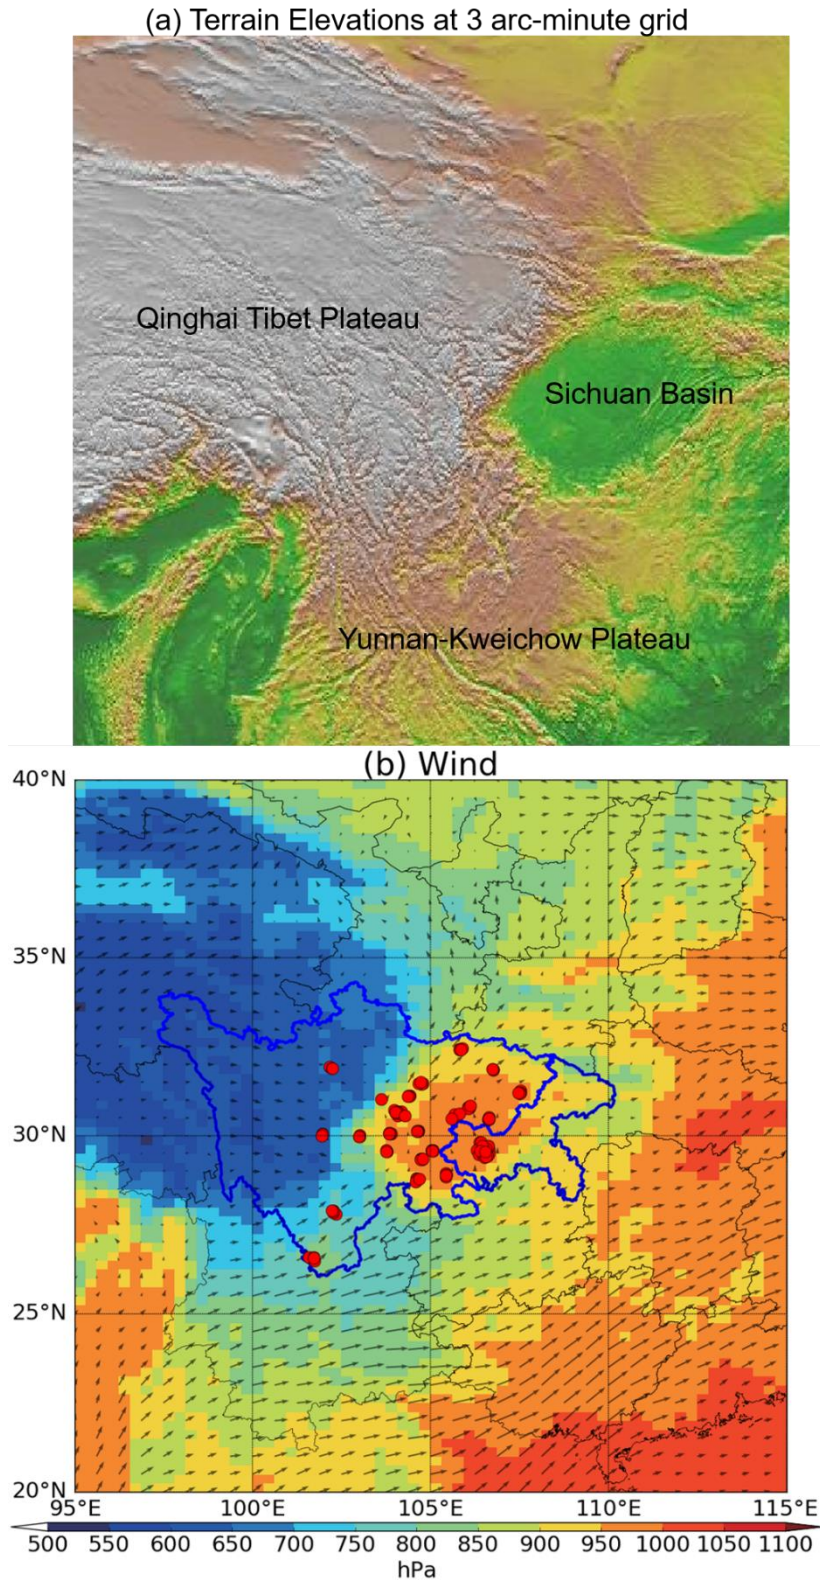 (a) Terrain Elevations at 3 arc-minute grid
Qinghai Tibet Plateau
Sichuan Basin
Yunnan-Kweichow Plateau
(b) Wind
40°N
35°N
30°N
25°N
20°N
95°E 100°E 105°E 110°E 115°E
500 550 600 650 700 750 800 850 900 950 1000 1050 1100
hPa